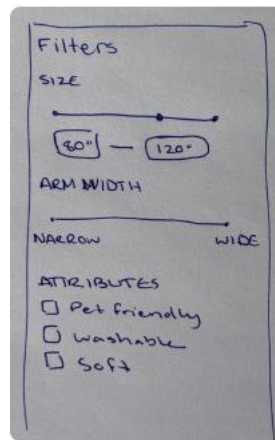 Filters
SIZE
80" — 120"
ARM WIDTH
NARROW WIDE
ATTRIBUTES
Pet friendly
washable
Soft